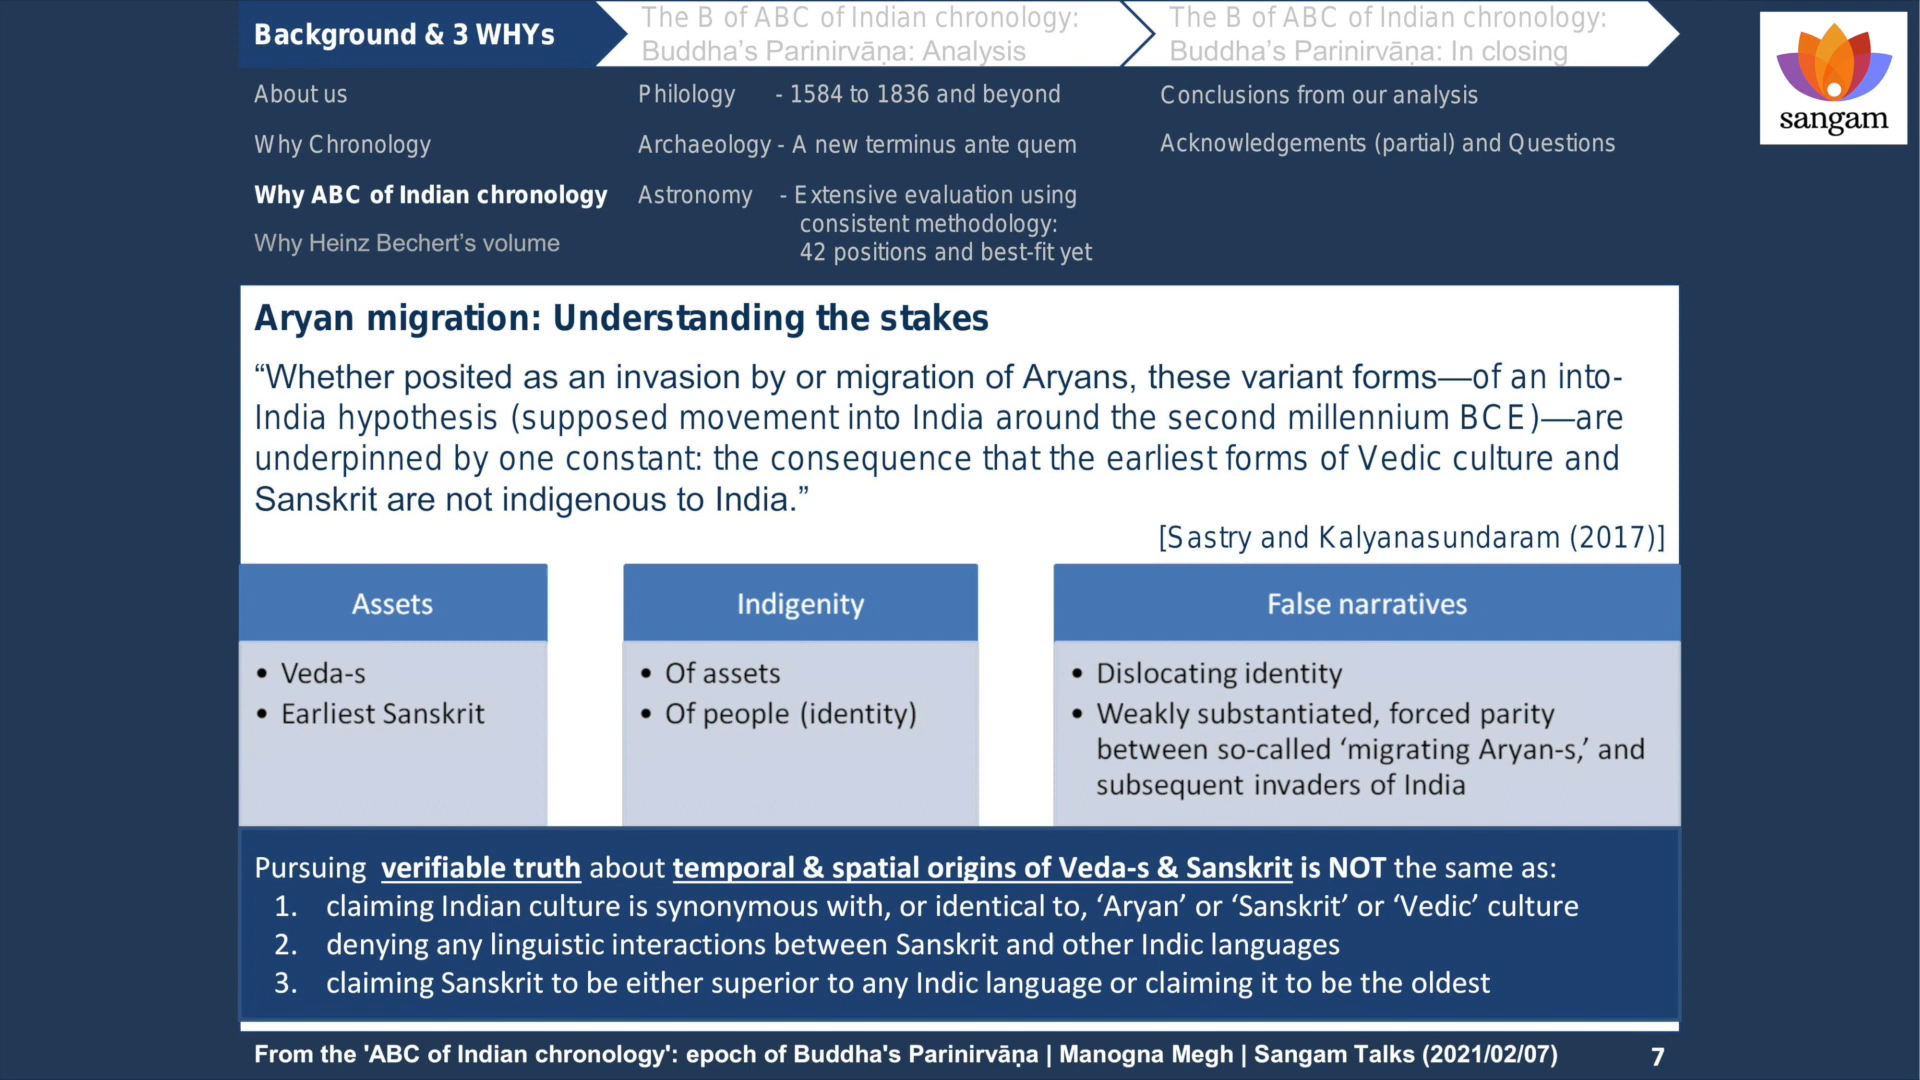 Background & 3 WHYs
The B of ABC of Indian chronology:
Buddha's Parinirvāṇa: Analysis
The B of ABC of Indian chronology:
Buddha's Parinirvāṇa: In closing
sangam
About us
Why Chronology
Why ABC of Indian chronology
Why Heinz Bechert's volume
Philology - 1584 to 1836 and beyond
Archaeology - A new terminus ante quem
Astronomy - Extensive evaluation using
consistent methodology:
42 positions and best-fit yet
Conclusions from our analysis
Acknowledgements (partial) and Questions
Aryan migration: Understanding the stakes
“Whether posited as an invasion by or migration of Aryans, these variant forms—of an into-
India hypothesis (supposed movement into India around the second millennium BCE)—are
underpinned by one constant: the consequence that the earliest forms of Vedic culture and
Sanskrit are not indigenous to India.”
[Sastry and Kalyanasundaram (2017)]
Assets
• Veda-s
• Earliest Sanskrit
Indigenity
• Of assets
• Of people (identity)
False narratives
• Dislocating identity
• Weakly substantiated, forced parity
between so-called ‘migrating Aryan-s,’ and
subsequent invaders of India
Pursuing verifiable truth about temporal & spatial origins of Veda-s & Sanskrit is NOT the same as:
1. claiming Indian culture is synonymous with, or identical to, ‘Aryan’ or ‘Sanskrit’ or ‘Vedic’ culture
2. denying any linguistic interactions between Sanskrit and other Indic languages
3. claiming Sanskrit to be either superior to any Indic language or claiming it to be the oldest
From the 'ABC of Indian chronology': epoch of Buddha's Parinirvāṇa | Manogna Megh | Sangam Talks (2021/02/07) 7